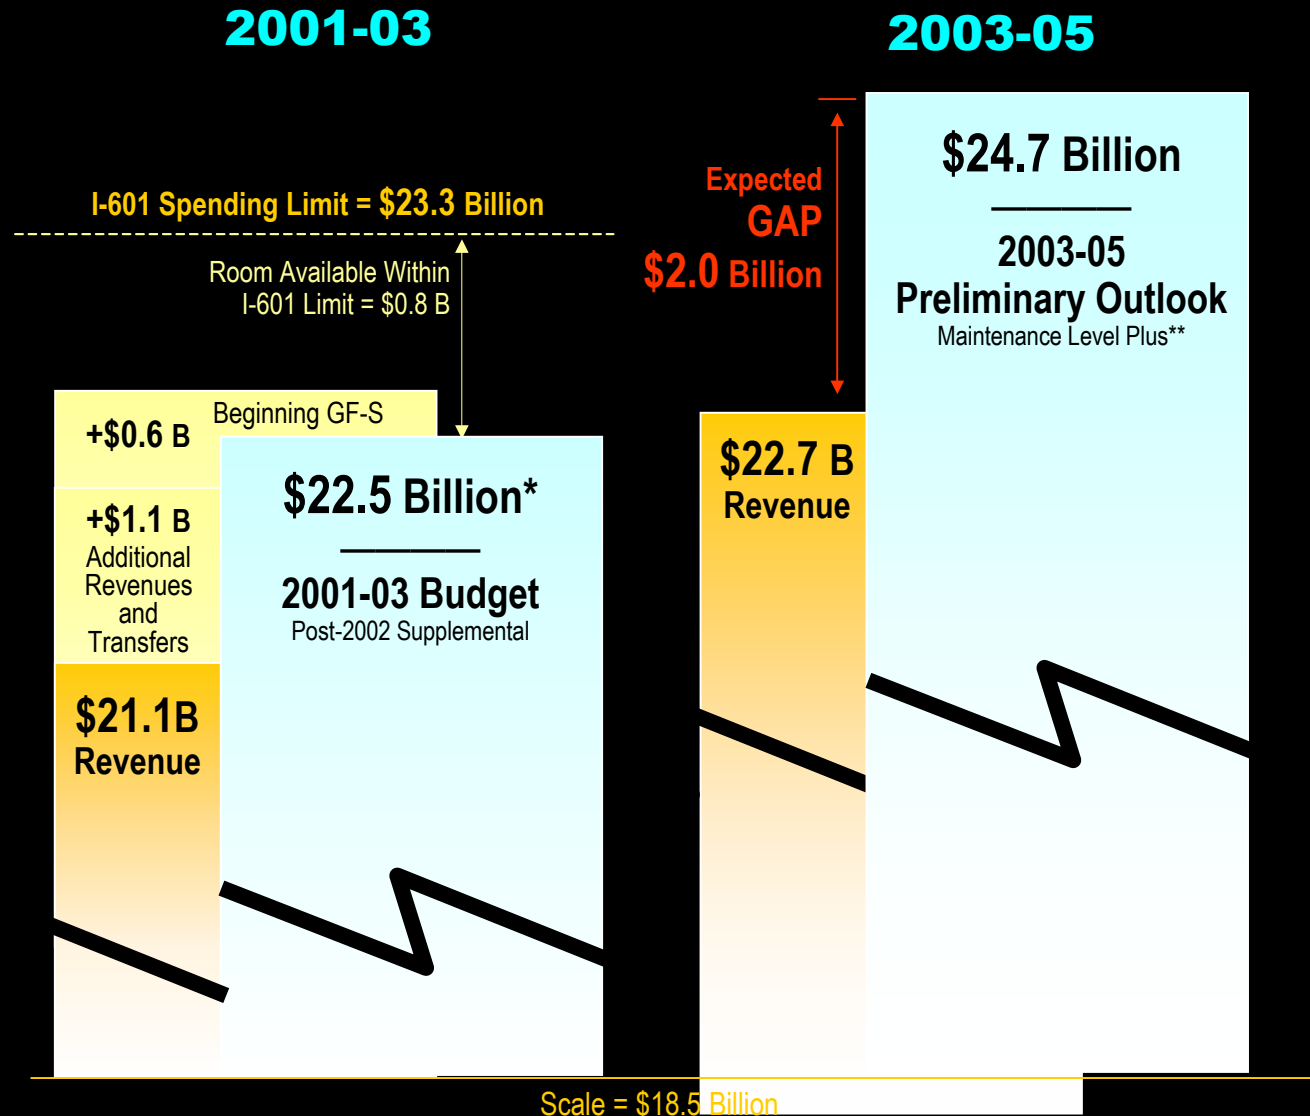 2001-03
2003-05
I-601 Spending Limit = $23.3 Billion
Room Available Within
I-601 Limit = $0.8 B
+$0.6 B
Beginning GF-S
+$1.1 B
Additional
Revenues
and
Transfers
$21.1B
Revenue
$22.5 Billion*
2001-03 Budget
Post-2002 Supplemental
Expected
GAP
$2.0 Billion
$22.7 B
Revenue
$24.7 Billion
2003-05
Preliminary Outlook
Maintenance Level Plus**
Scale = $18.5 Billion